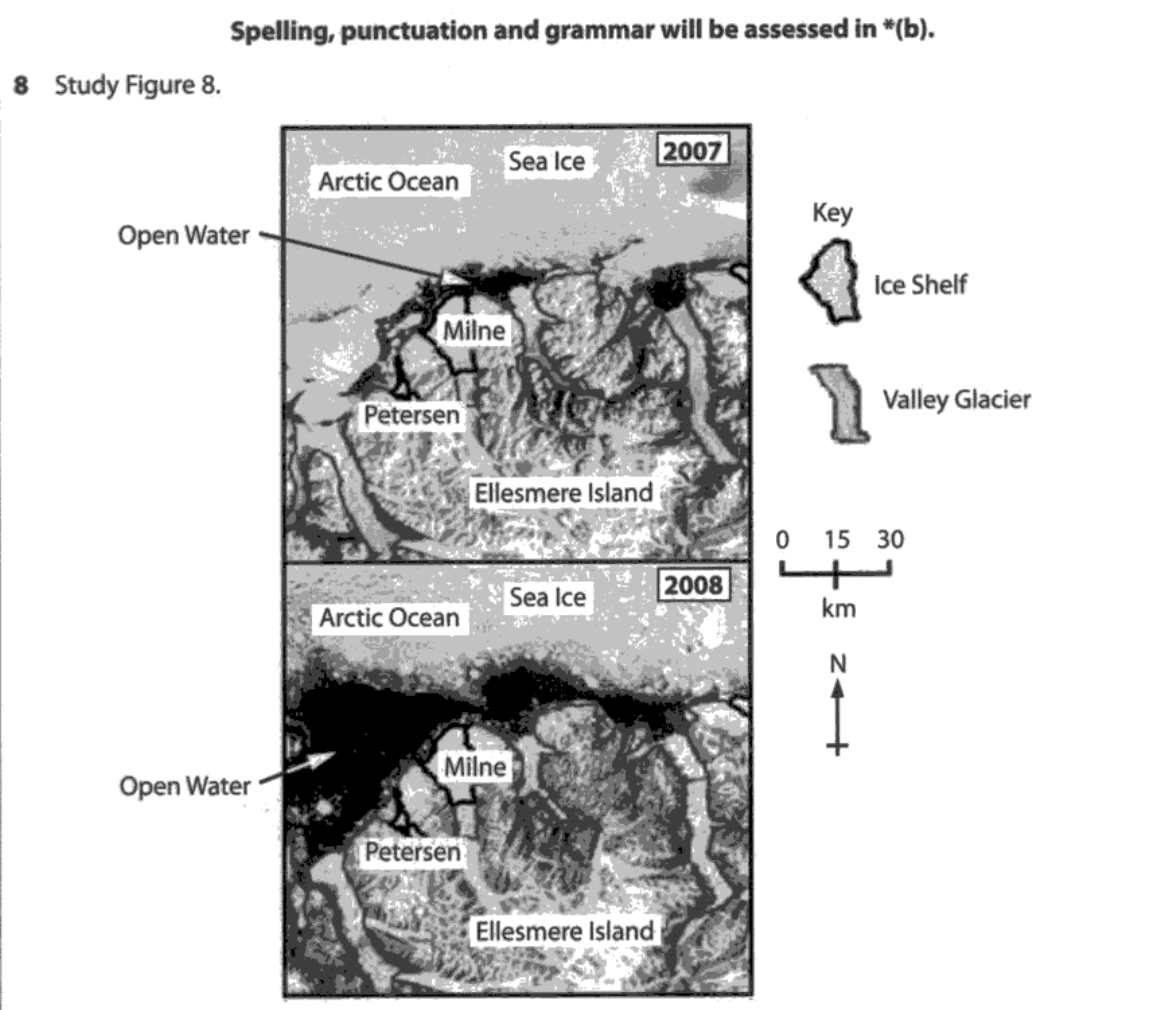 Spelling, punctuation and grammar will be assessed in *(b).
8 Study Figure 8.
2007
Sea Ice
Arctic Ocean
Open Water
Milne
Petersen
Ellesmere Island
Key
Ice Shelf
Valley Glacier
0 15 30
km
N
2008
Sea Ice
Arctic Ocean
Open Water
Milne
Petersen
Ellesmere Island